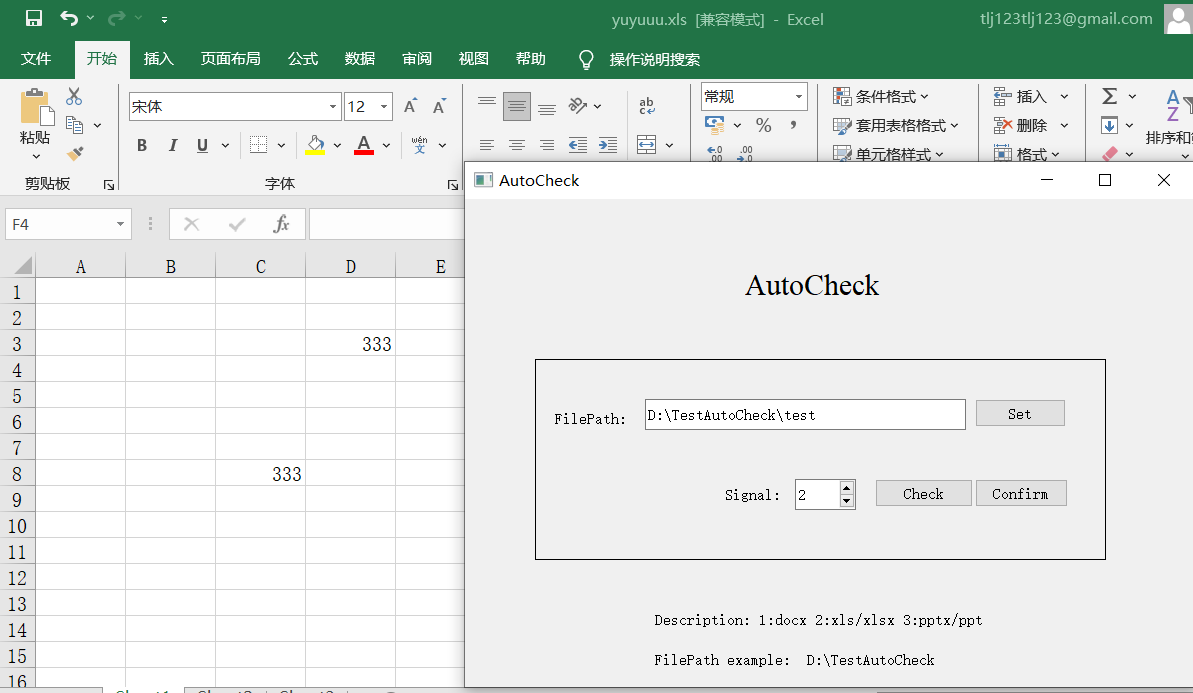 yuyuuu.xls [兼容模式] - Excel
tlj123tlj123@gmail.com
文件 开始 插入 页面布局 公式 数据 审阅 视图 帮助 操作说明搜索
宋体 12 常规 条件格式 插入
粘贴 套用表格格式 删除 排序和
B I U A wén 文 单元格样式 格式
剪贴板 字体
AutoCheck
F4 fx
A B C D E
AutoCheck
1
2
3 333
4
5
FilePath: D:\TestAutoCheck\test Set
6
7
8 333
Signal: 2 Check Confirm
9
10
11
12
13
Description: 1:docx 2:xls/xlsx 3:pptx/ppt
14
15
FilePath example: D:\TestAutoCheck
16